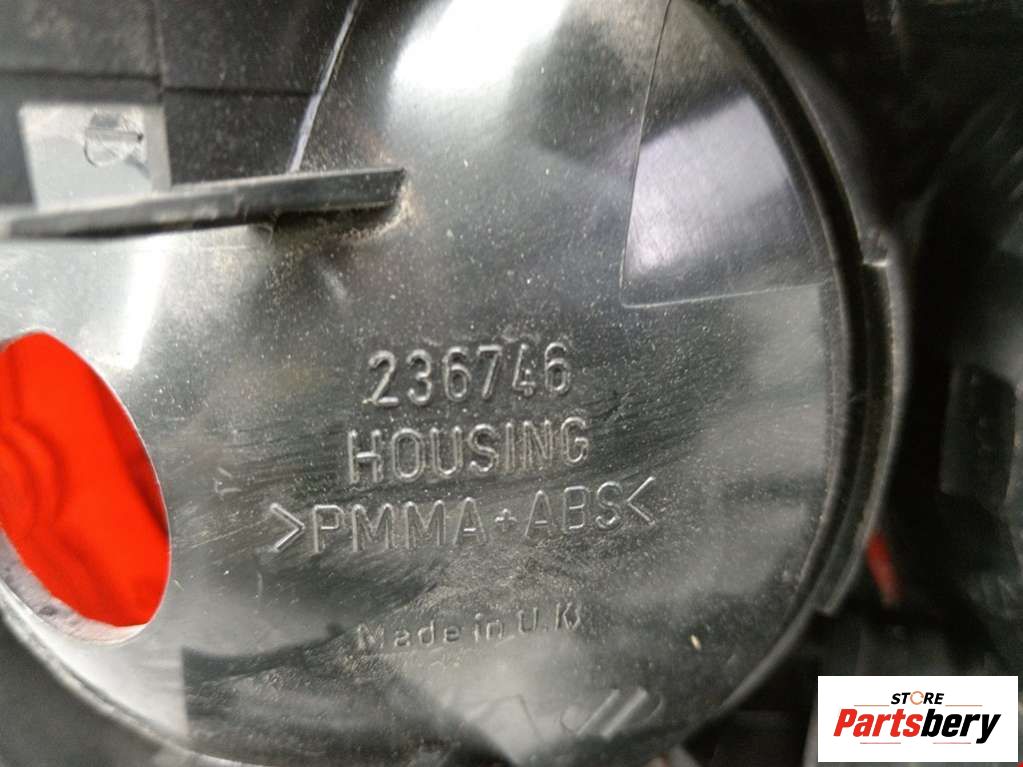 236746
HOUSING
>PMMA+ABS<
Made in U.K
STORE
Partsbery